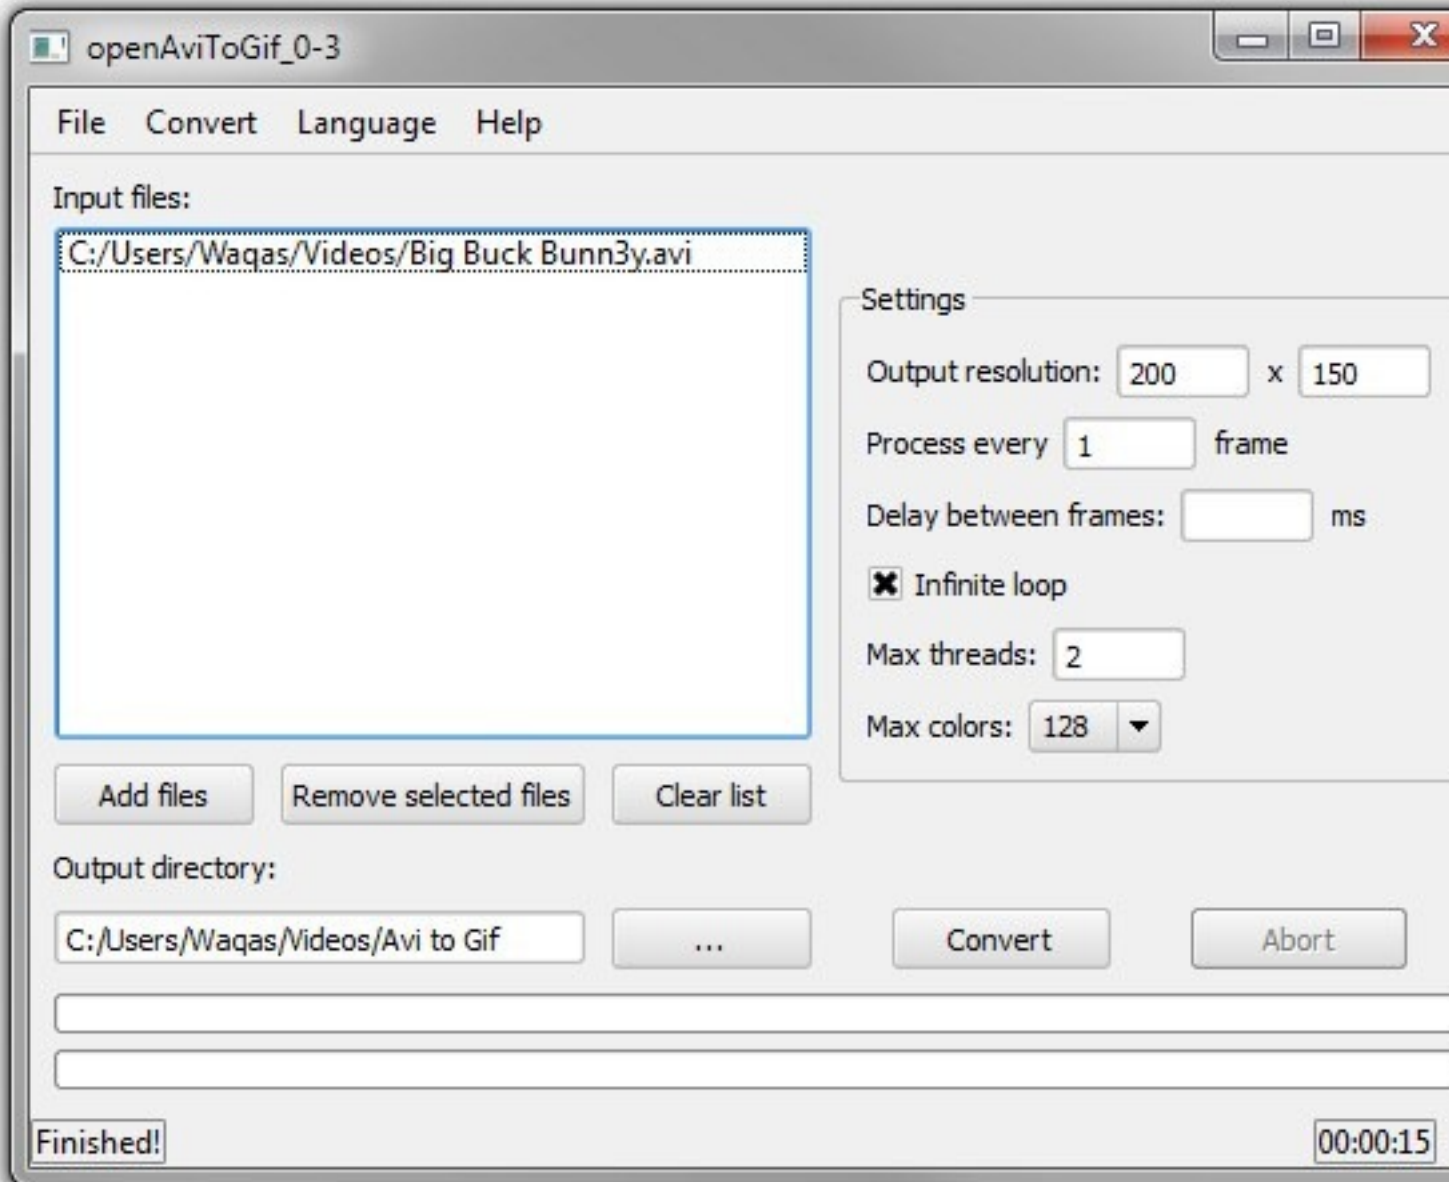 openAviToGif_0-3
File Convert Language Help
Input files:
C:/Users/Waqas/Videos/Big Buck Bunn3y.avi
Settings
Output resolution: 200 x 150
Process every 1 frame
Delay between frames: ms
Infinite loop
Max threads: 2
Max colors: 128
Add files Remove selected files Clear list
Output directory:
C:/Users/Waqas/Videos/Avi to Gif ... Convert Abort
Finished! 00:00:15